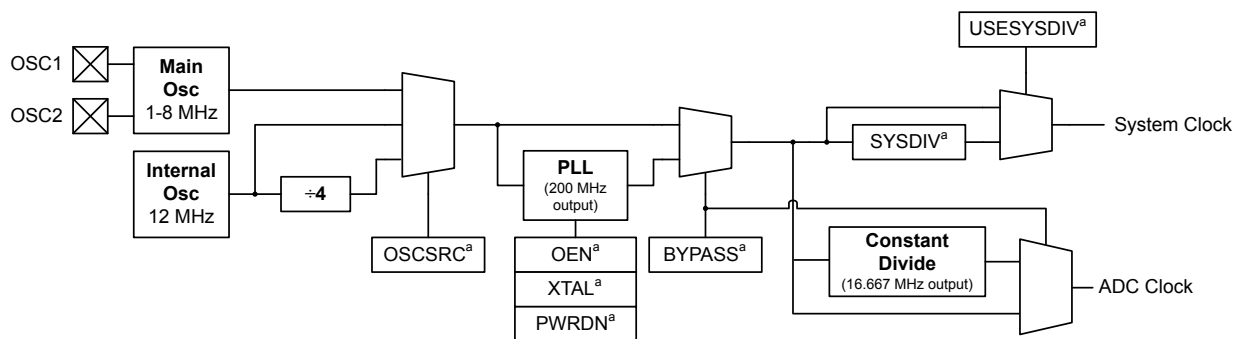 USESYSDIVa
OSC1
Main
Osc
1-8 MHz
OSC2
System Clock
SYSDIVa
Internal
Osc
12 MHz
÷4
PLL
(200 MHz
output)
OSCSRCa
OENa
XTALa
PWRDNa
BYPASSa
Constant
Divide
(16.667 MHz output)
ADC Clock